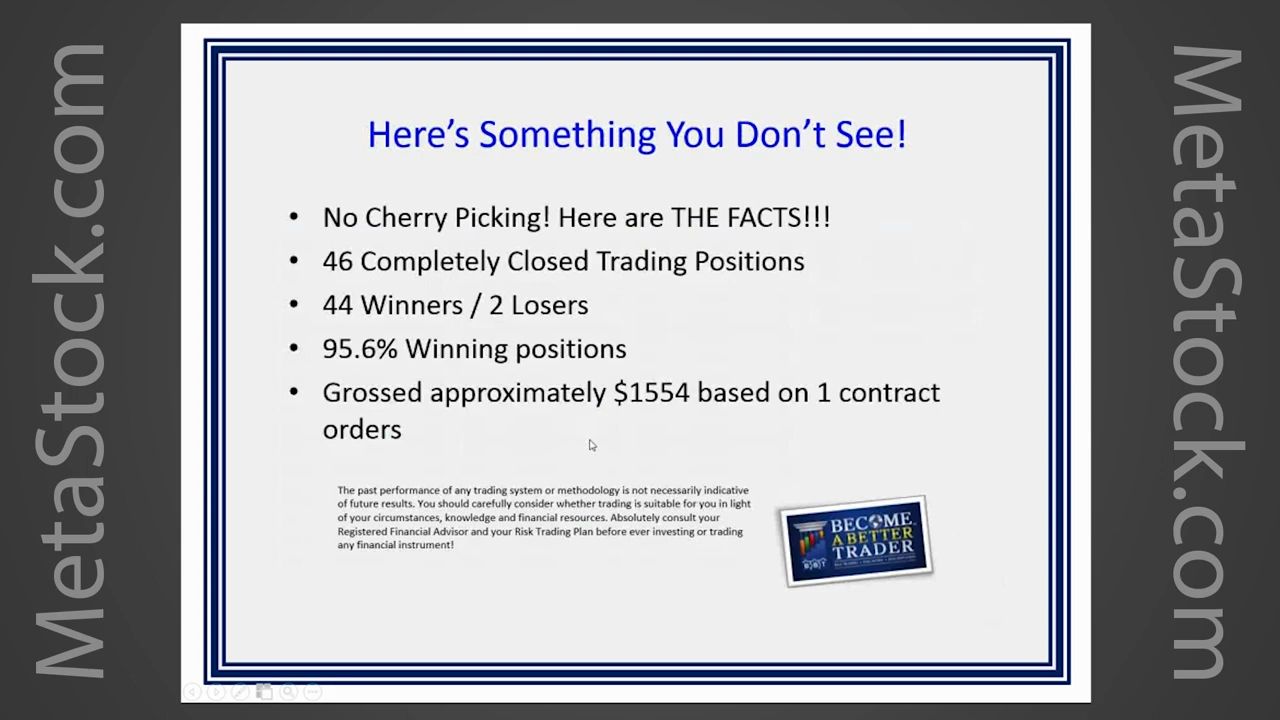 MetaStock.com
Here's Something You Don't See!
• No Cherry Picking! Here are THE FACTS!!!
• 46 Completely Closed Trading Positions
• 44 Winners / 2 Losers
• 95.6% Winning positions
• Grossed approximately $1554 based on 1 contract
orders
The past performance of any trading system or methodology is not necessarily indicative
of future results. You should carefully consider whether trading is suitable for you in light
of your circumstances, knowledge and financial resources. Absolutely consult your
Registered Financial Advisor and your Risk Trading Plan before ever investing or trading
any financial instrument!
BECOME
A BETTER
TRADER
MetaStock.com